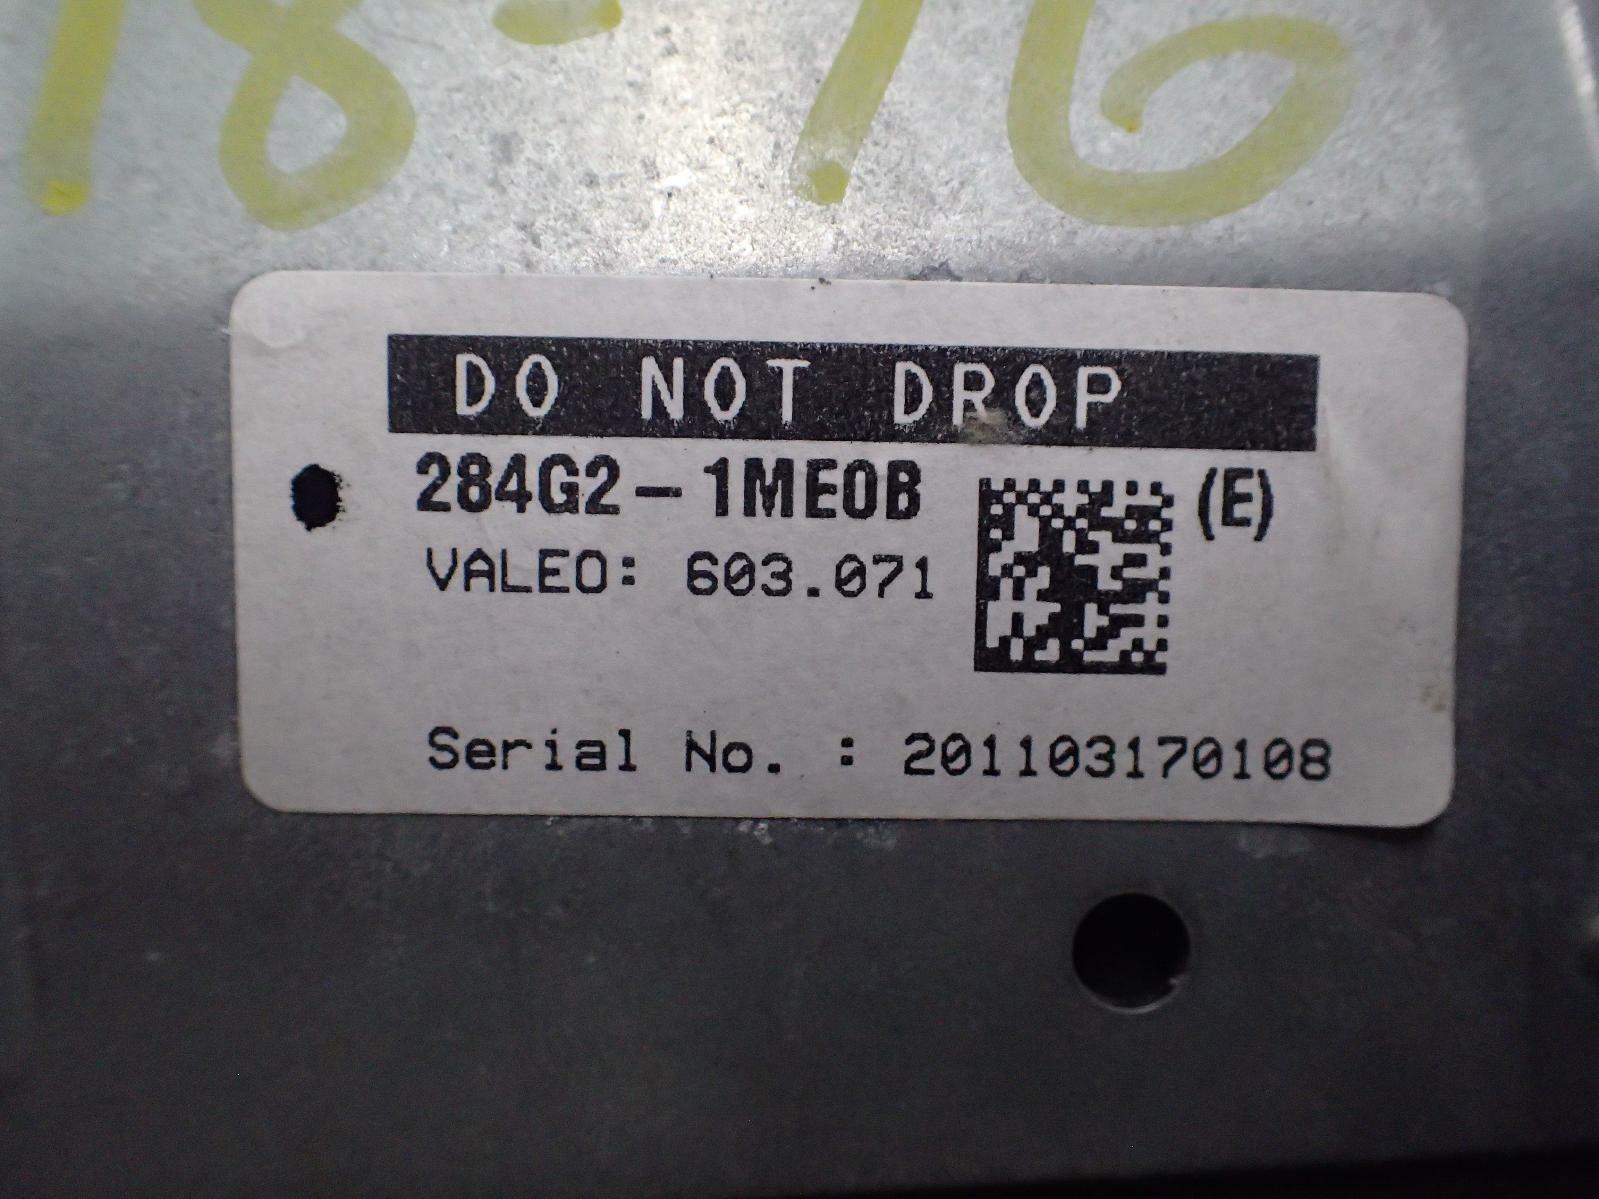 18-16
DO NOT DROP
284G2-1ME0B (E)
VALEO: 603.071
Serial No. : 201103170108